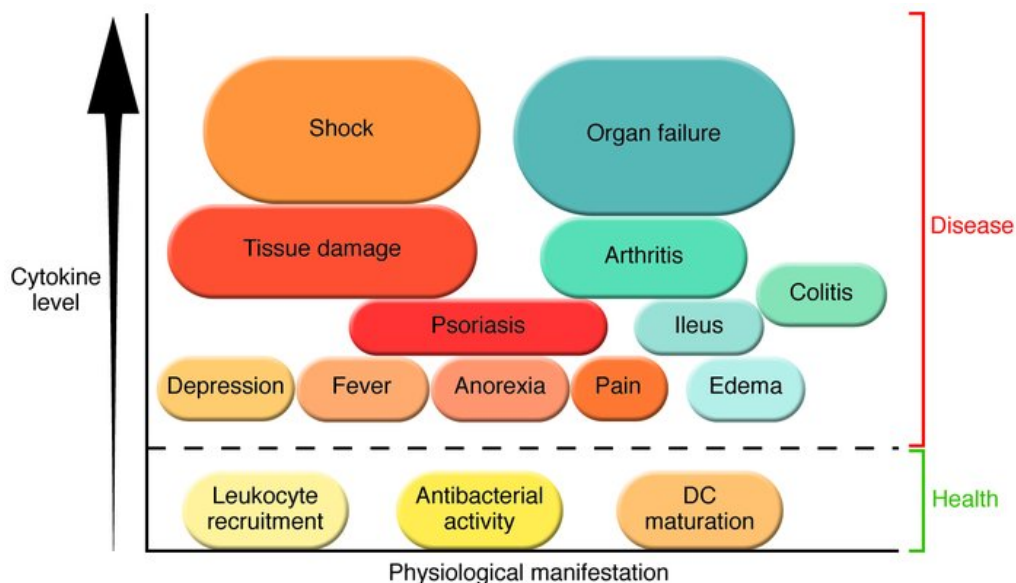 Shock
Organ failure
Tissue damage
Arthritis
Disease
Cytokine
level
Colitis
Psoriasis
Ileus
Depression
Fever
Anorexia
Pain
Edema
Leukocyte
recruitment
Antibacterial
activity
DC
maturation
Health
Physiological manifestation